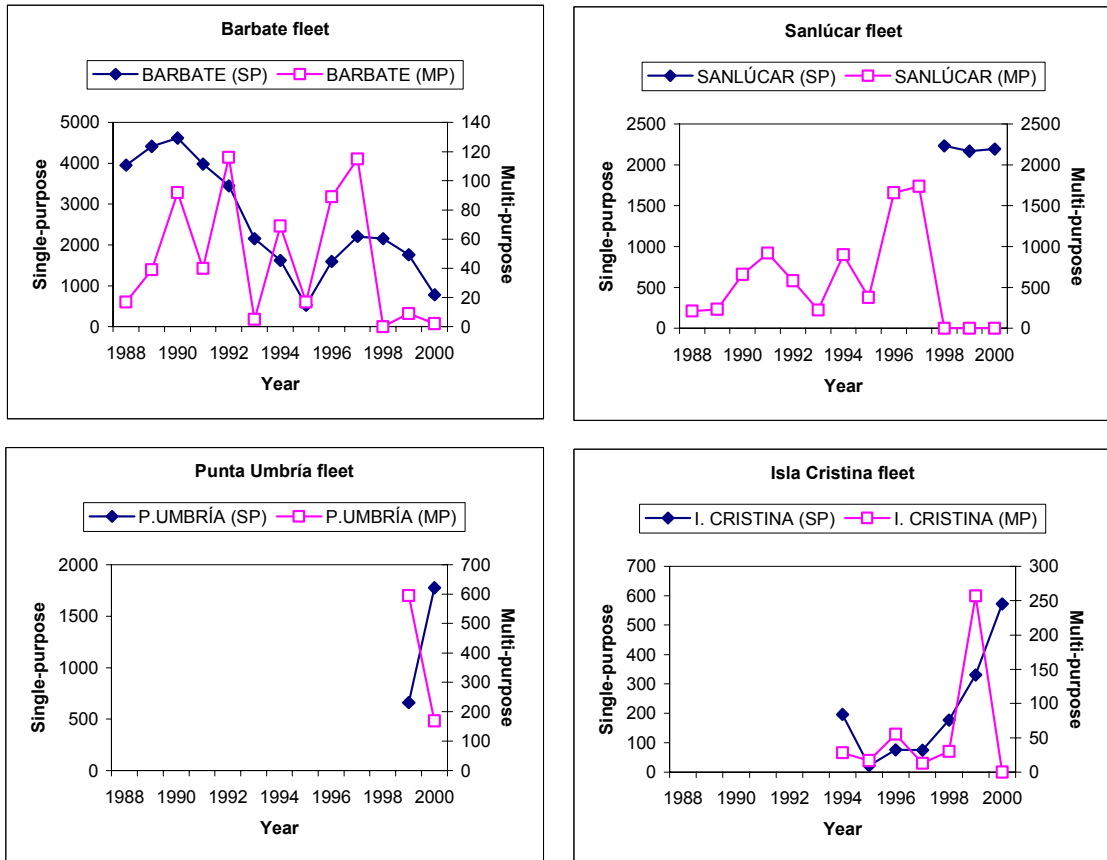 Barbate fleet
BARBATE (SP) BARBATE (MP)
5000 140
4000 120
3000 100
2000 80
1000 60
0 40
20
0
Single-purpose
Multi-purpose
1988 1990 1992 1994 1996 1998 2000
Year
Sanlúcar fleet
SANLÚCAR (SP) SANLÚCAR (MP)
2500 2500
2000 2000
1500 1500
1000 1000
500 500
0 0
Single-purpose
Multi-purpose
1988 1990 1992 1994 1996 1998 2000
Year
Punta Umbría fleet
P.UMBRÍA (SP) P.UMBRÍA (MP)
2000 700
1500 600
1000 500
500 400
0 300
200
100
0
Single-purpose
Multi-purpose
1988 1990 1992 1994 1996 1998 2000
Year
Isla Cristina fleet
I. CRISTINA (SP) I. CRISTINA (MP)
700 300
600 250
500 200
400 150
300 100
200 50
100 0
0
Single-purpose
Multi-purpose
1988 1990 1992 1994 1996 1998 2000
Year